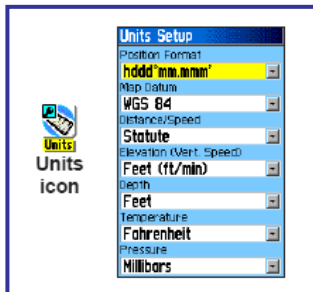 Units Setup
Position Format
hddd°mm.mmm'
Map Datum
WGS 84
Distance/Speed
Statute
Elevation (Vert. Speed)
Feet (ft/min)
Depth
Feet
Temperature
Fahrenheit
Pressure
Millibars
Units
Units
icon